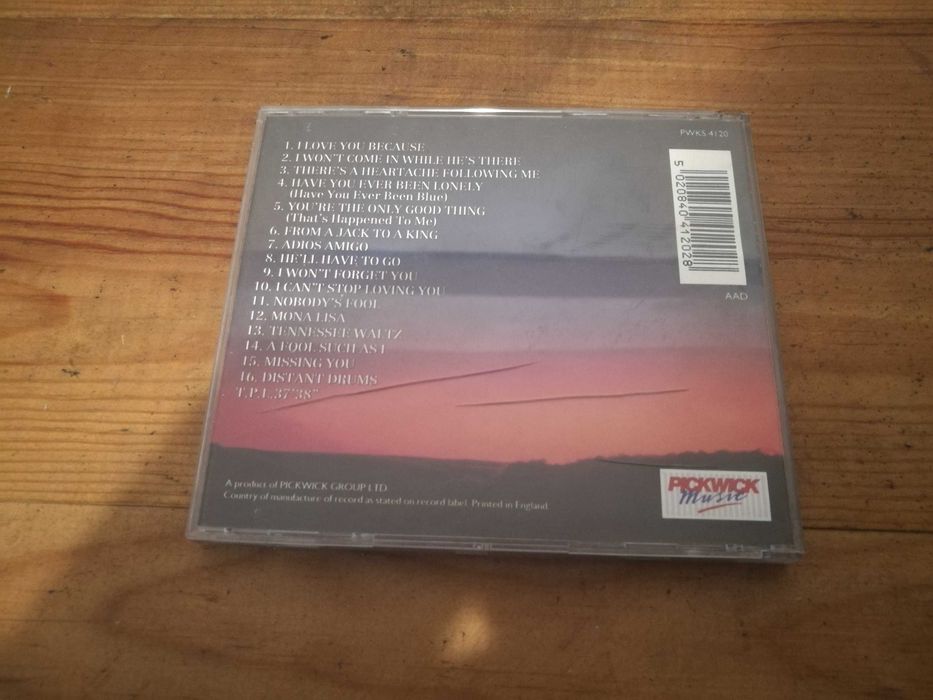 PWKS 4120
1. I LOVE YOU BECAUSE
2. I WON'T COME IN WHILE HE'S THERE
3. THERE'S A HEARTACHE FOLLOWING ME
4. HAVE YOU EVER BEEN LONELY
(Have You Ever Been Blue)
5. YOU'RE THE ONLY GOOD THING
(That's Happened To Me)
6. FROM A JACK TO A KING
7. ADIOS AMIGO
8. HE'LL HAVE TO GO
9. I WON'T FORGET YOU
10. I CAN'T STOP LOVING YOU
11. NOBODY'S FOOL
12. MONA LISA
13. TENNESSEE WALTZ
14. A FOOL SUCH AS I
15. MISSING YOU
16. DISTANT DRUMS
T.P.T. 37'38"
5 020840 412028
AAD
A product of PICKWICK GROUP LTD
Country of manufacture of record as stated on record label. Printed in England.
PICKWICK
Music